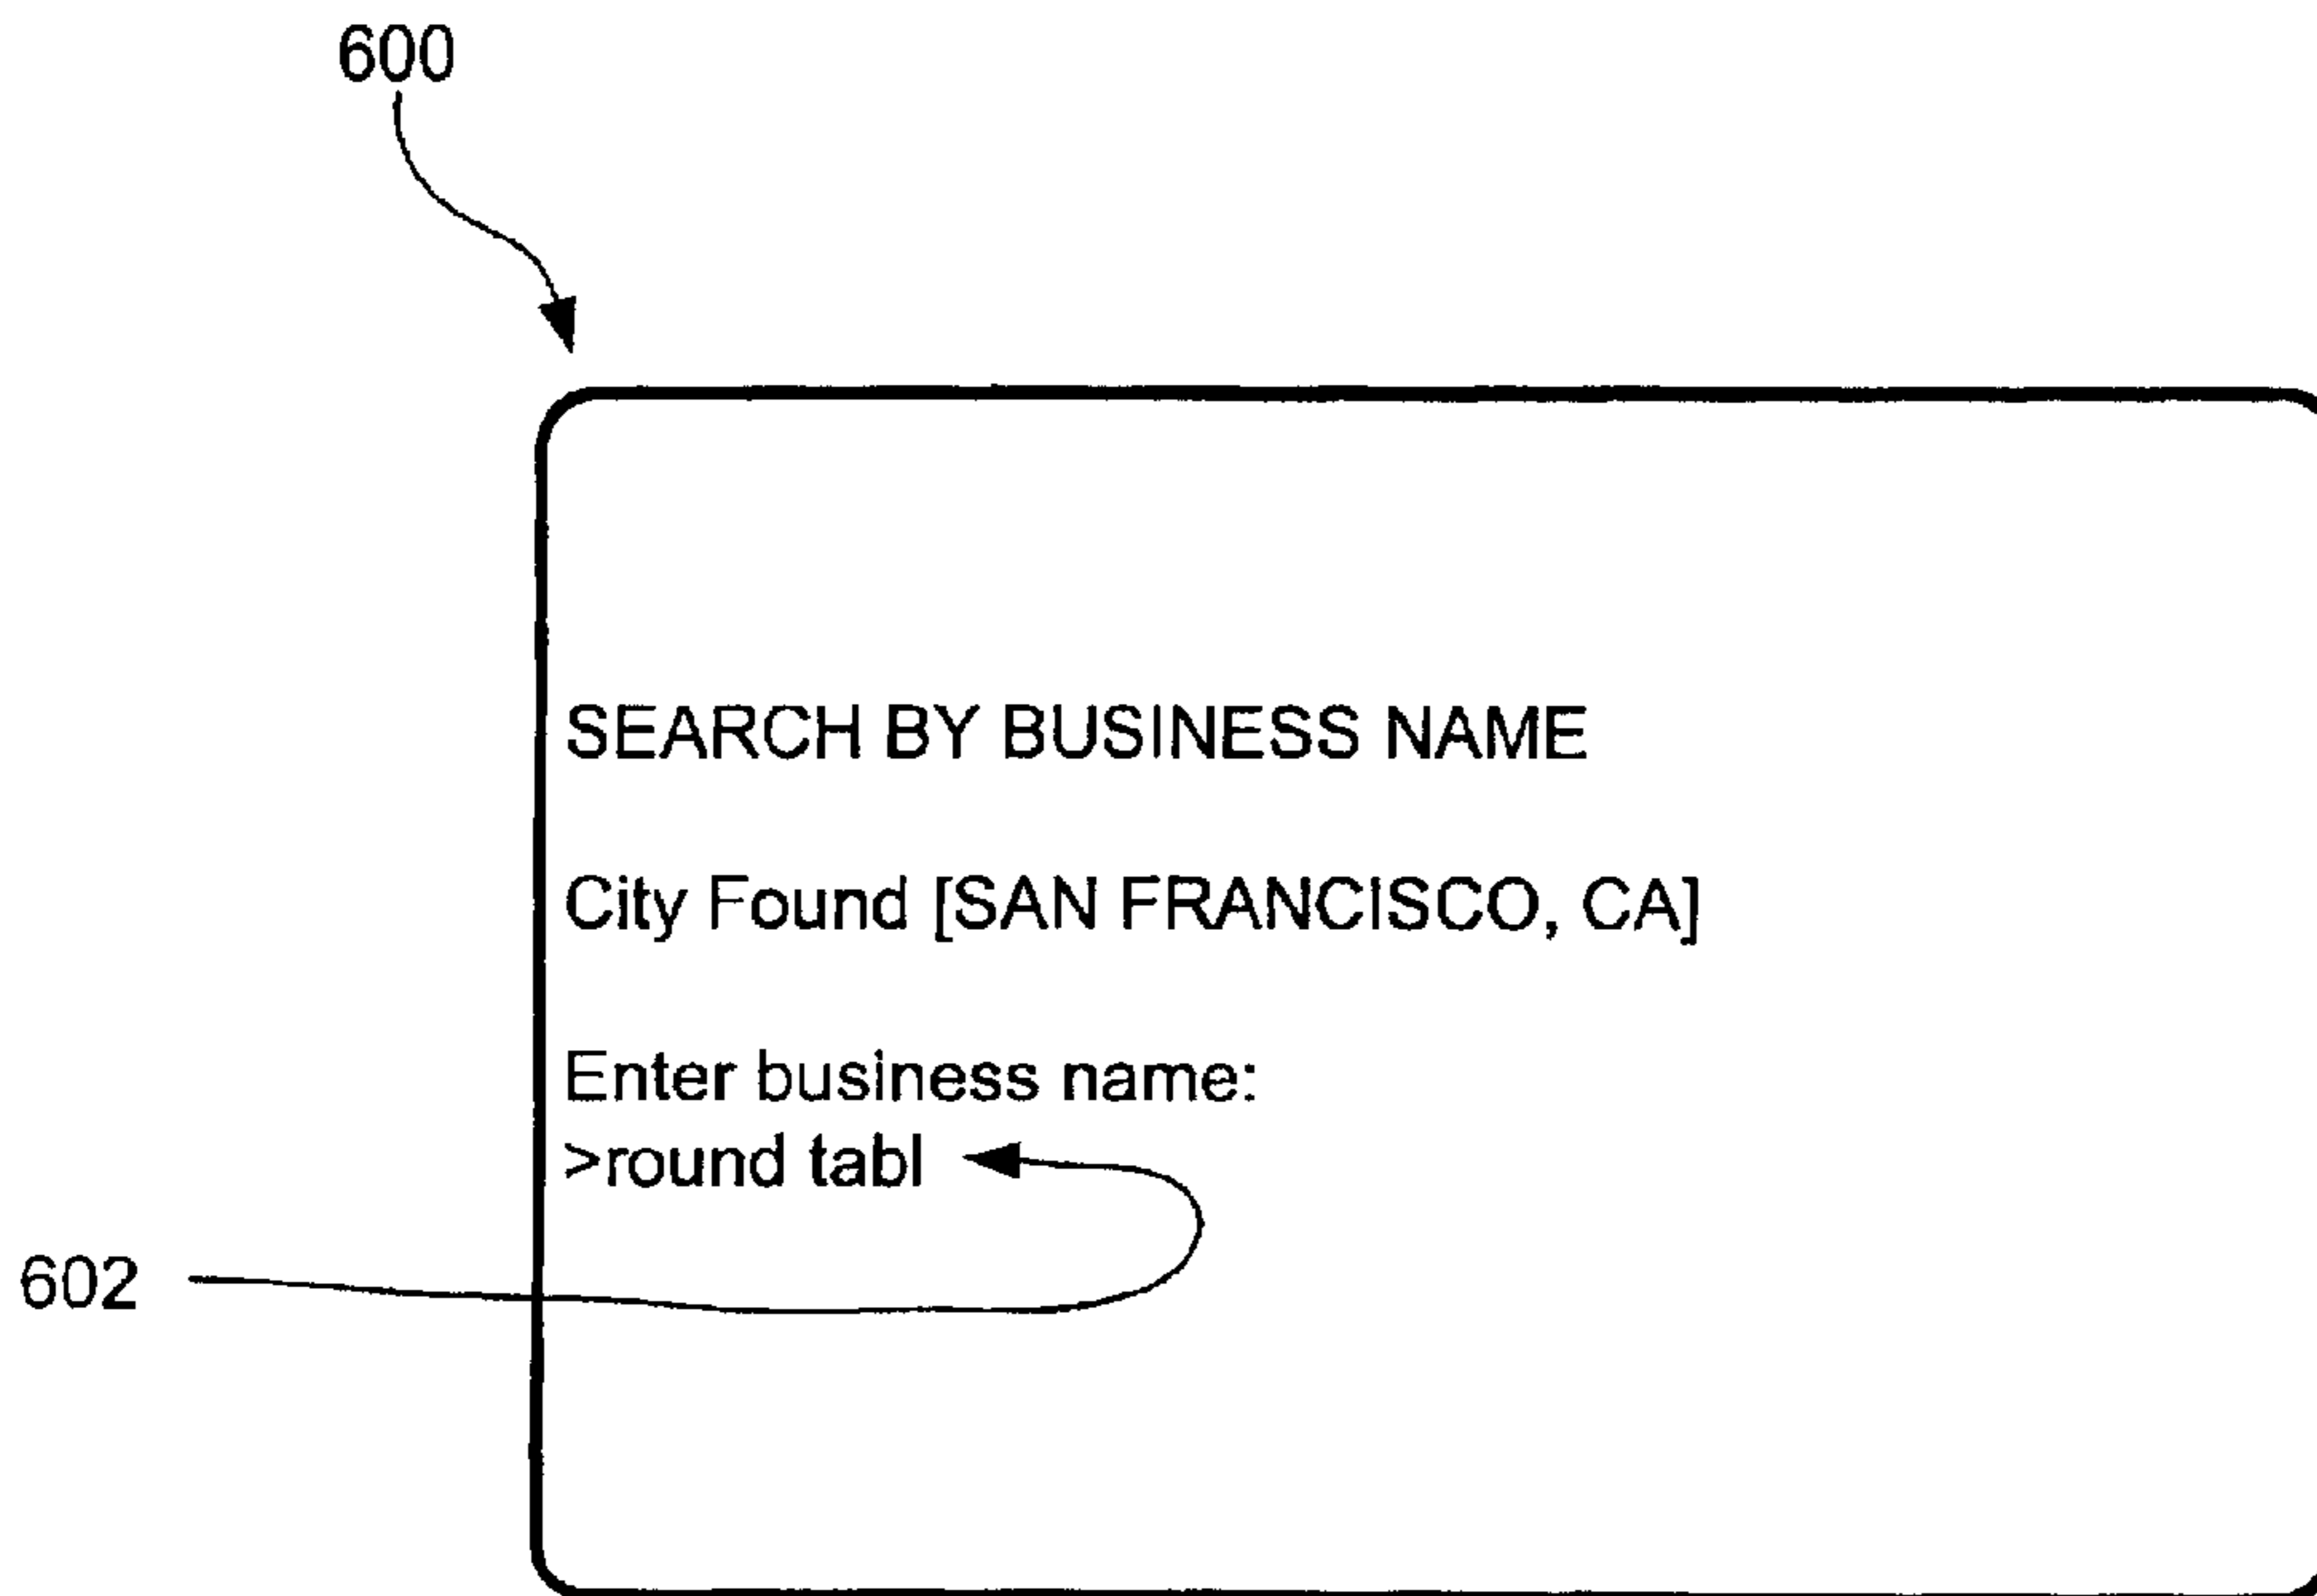 600
SEARCH BY BUSINESS NAME
City Found [SAN FRANCISCO, CA]
Enter business name:
>round tabl
602